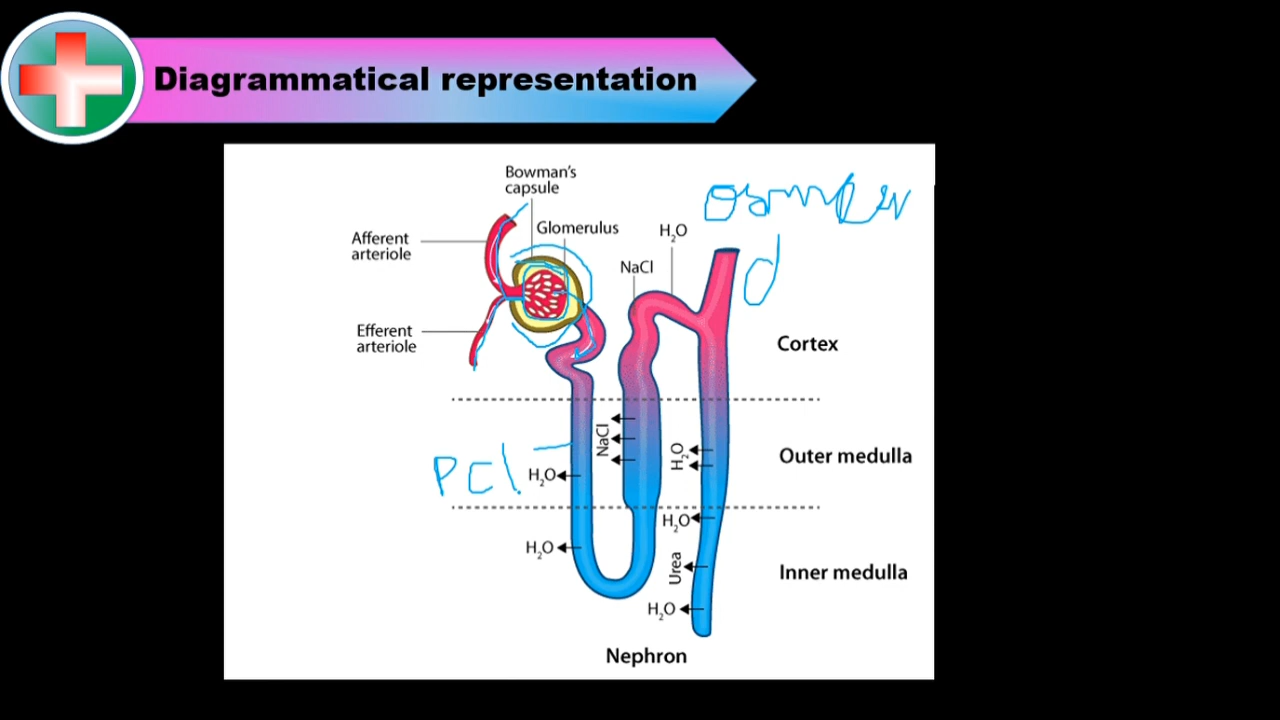 Diagrammatical representation
Bowman's
capsule
Glomerulus
Afferent
arteriole
H₂O
NaCl
Efferent
arteriole
Cortex
NaCl
H₂O
Outer medulla
PCL
H₂O
H₂O
H₂O
Urea
Inner medulla
H₂O
Nephron